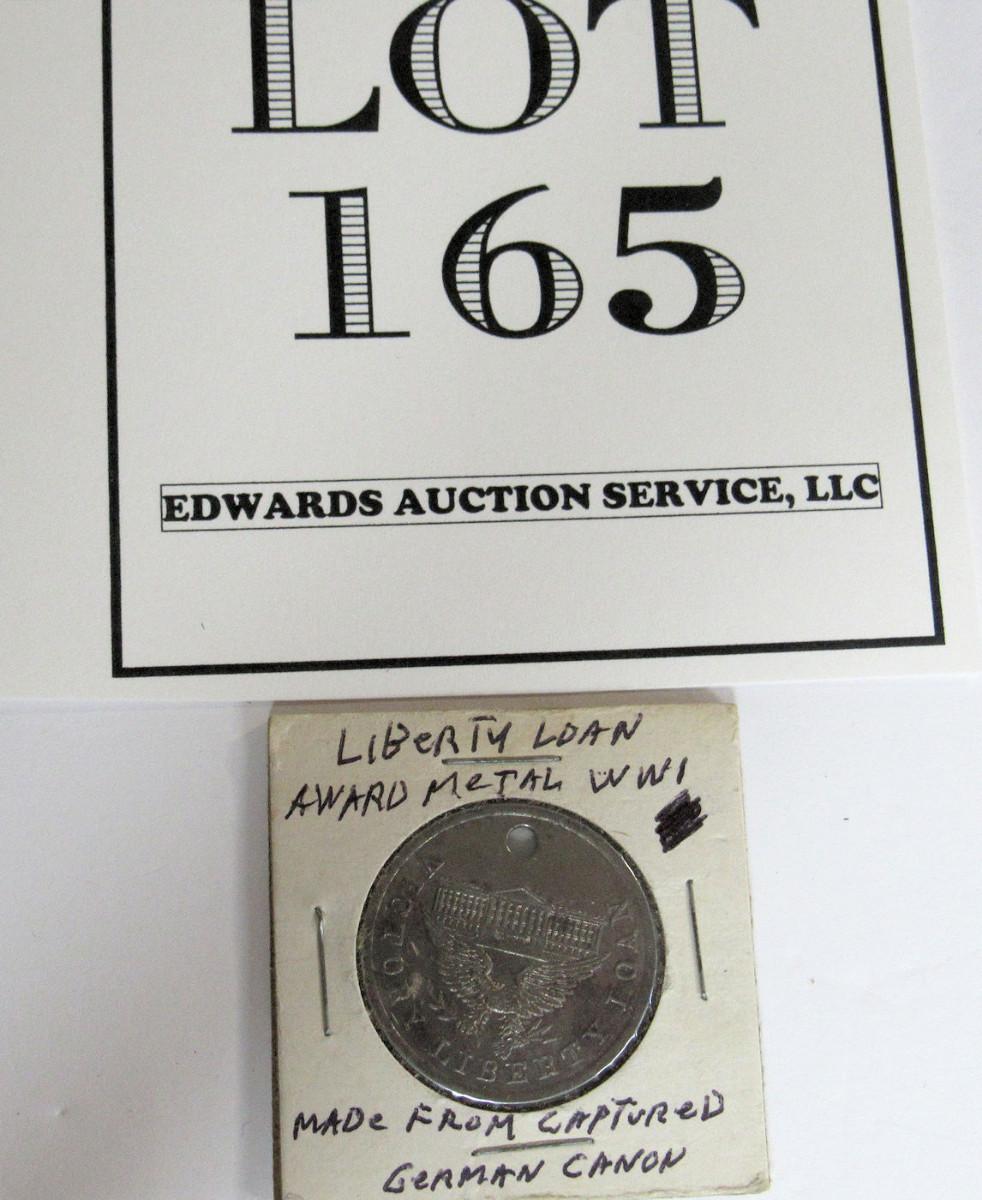 LOT
165
EDWARDS AUCTION SERVICE, LLC
LIBERTY LOAN
AWARD METAL WW1
VICTORY LIBERTY LOAN
MADE FROM CAPTURED
GERMAN CANON